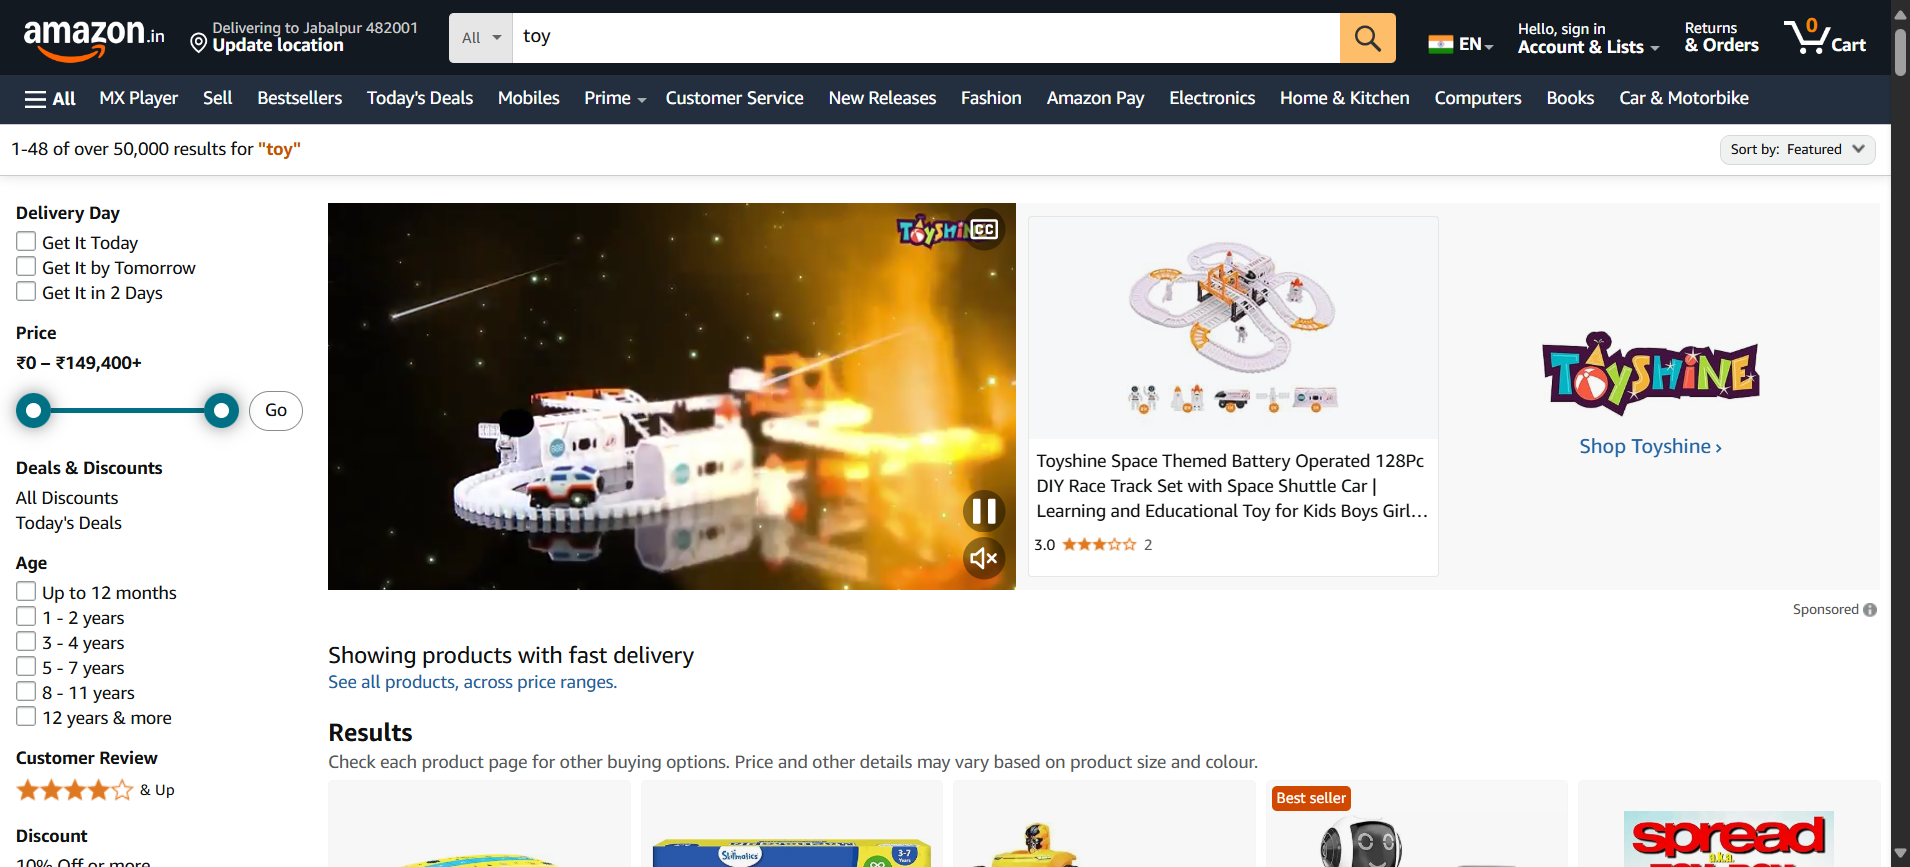 amazon.in
Delivering to Jabalpur 482001
Update location
All
toy
EN
Hello, sign in
Account & Lists
Returns
& Orders
0
Cart
All
MX Player
Sell
Bestsellers
Today's Deals
Mobiles
Prime
Customer Service
New Releases
Fashion
Amazon Pay
Electronics
Home & Kitchen
Computers
Books
Car & Motorbike
1-48 of over 50,000 results for "toy"
Sort by: Featured
Delivery Day
Get It Today
Get It by Tomorrow
Get It in 2 Days
Price
₹0 – ₹149,400+
Go
Deals & Discounts
All Discounts
Today's Deals
Age
Up to 12 months
1 - 2 years
3 - 4 years
5 - 7 years
8 - 11 years
12 years & more
Customer Review
& Up
Discount
10% Off or more
TOYSHINE
CC
Toyshine Space Themed Battery Operated 128Pc
DIY Race Track Set with Space Shuttle Car |
Learning and Educational Toy for Kids Boys Girl…
3.0
2
TOYSHINE
Shop Toyshine ›
Sponsored
Showing products with fast delivery
See all products, across price ranges.
Results
Check each product page for other buying options. Price and other details may vary based on product size and colour.
Skillmatics
3-7
Years
Best seller
spread
a.k.a.